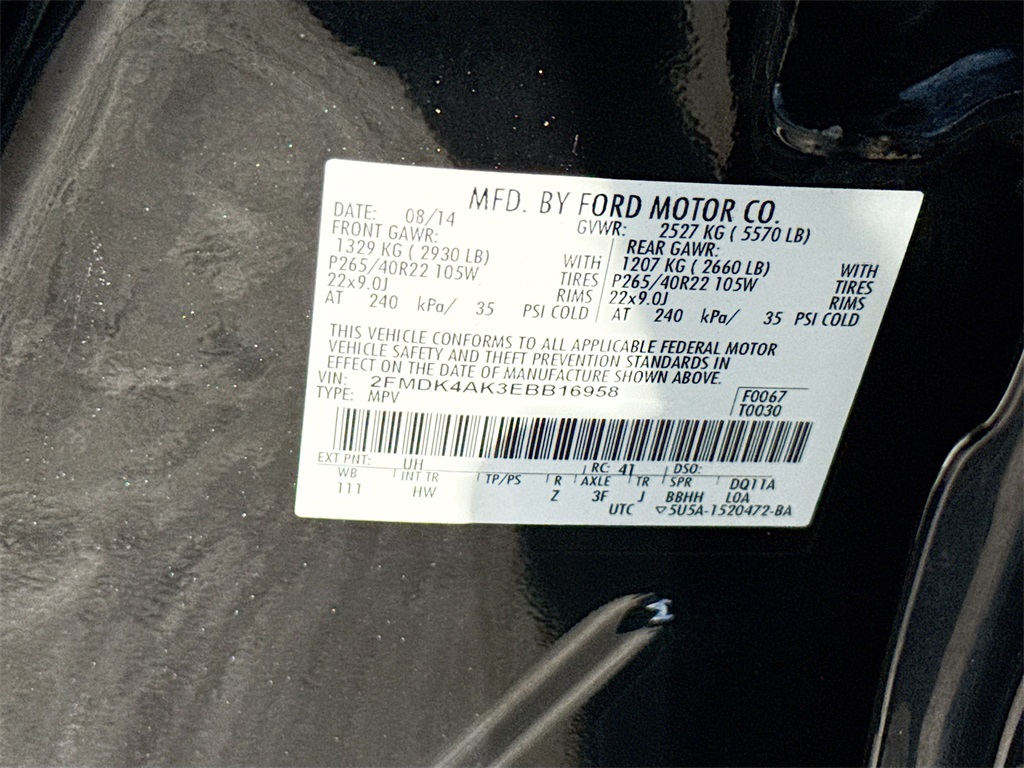 MFD. BY FORD MOTOR CO.
DATE: 08/14 GVWR: 2527 KG ( 5570 LB)
FRONT GAWR: REAR GAWR:
1329 KG ( 2930 LB) WITH 1207 KG ( 2660 LB) WITH
P265/40R22 105W TIRES P265/40R22 105W TIRES
22x9.0J RIMS 22x9.0J RIMS
AT 240 kPa/ 35 PSI COLD AT 240 kPa/ 35 PSI COLD
THIS VEHICLE CONFORMS TO ALL APPLICABLE FEDERAL MOTOR
VEHICLE SAFETY AND THEFT PREVENTION STANDARDS IN
EFFECT ON THE DATE OF MANUFACTURE SHOWN ABOVE.
VIN: 2FMDK4AK3EBB16958 F0067
TYPE: MPV T0030
EXT PNT: UH RC: 41 DSO:
WB INT TR TP/PS R AXLE TR SPR DQ11A
111 HW Z 3F J BBHH LOA
UTC ▽5U5A-1520472-BA